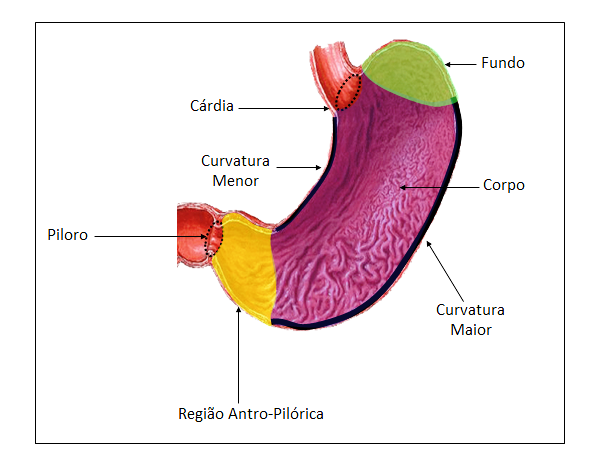 Fundo
Cárdia
Curvatura
Menor
Corpo
Piloro
Curvatura
Maior
Região Antro-Pilórica